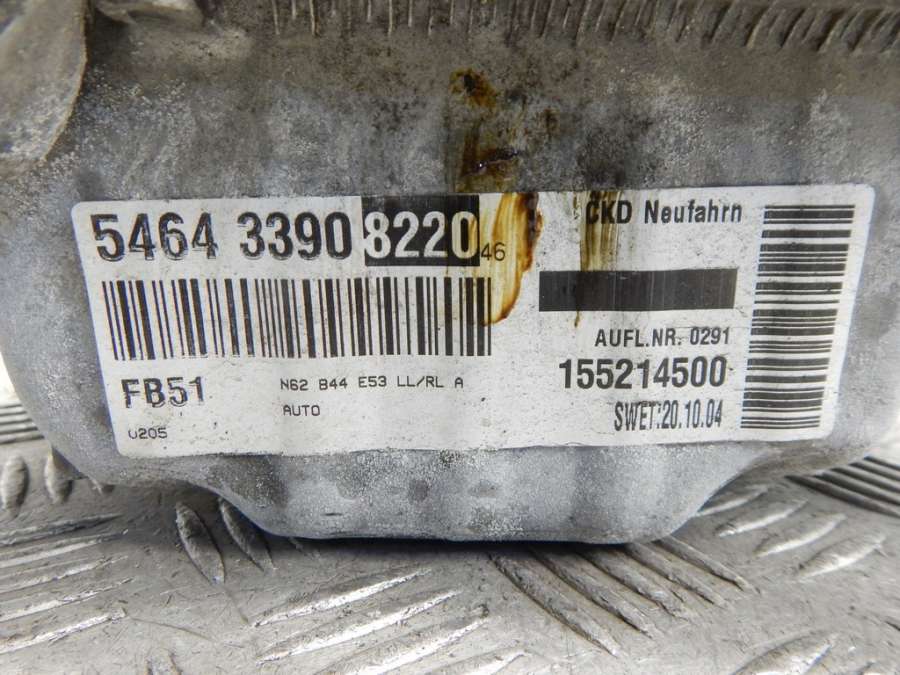 5464 3390 8220 46
CKD Neufahrn
AUFL.NR. 0291
155214500
SWET:20.10.04
FB51
N62 B44 E53 LL/RL A
AUTO
0205